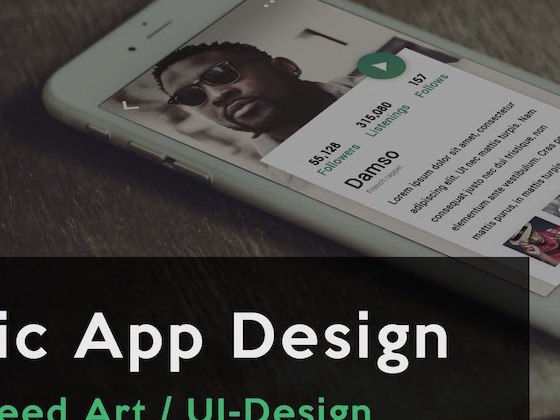 157
Follows
315,080
Listenings
55,128
Followers
Damso
French rapper
Lorem ipsum dolor sit amet, consectetur
adipiscing elit. Ut nec mattis turpis. Nam
consequat justo nec dui tristique, non
elementum ante vestibulum. Cras
mattis purus, in mattis turpis
ic App Design
eed Art / UI-Design